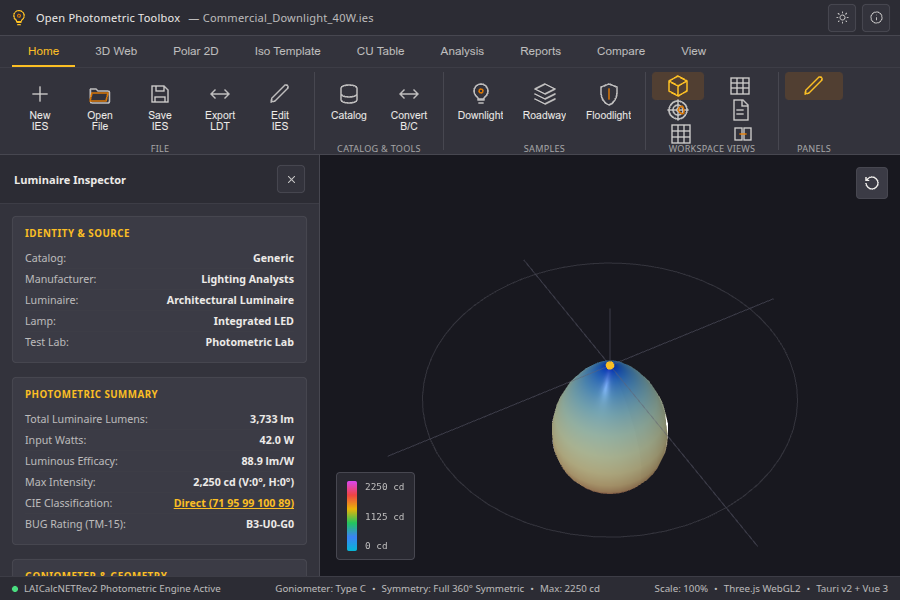 Open Photometric Toolbox — Commercial_Downlight_40W.ies
Home 3D Web Polar 2D Iso Template CU Table Analysis Reports Compare View
New IES
Open File
Save IES
Export LDT
Edit IES
FILE
Catalog
Convert B/C
CATALOG & TOOLS
Downlight
Roadway
Floodlight
SAMPLES
WORKSPACE VIEWS
PANELS
Luminaire Inspector
IDENTITY & SOURCE
Catalog: Generic
Manufacturer: Lighting Analysts
Luminaire: Architectural Luminaire
Lamp: Integrated LED
Test Lab: Photometric Lab
PHOTOMETRIC SUMMARY
Total Luminaire Lumens: 3,733 lm
Input Watts: 42.0 W
Luminous Efficacy: 88.9 lm/W
Max Intensity: 2,250 cd (V:0°, H:0°)
CIE Classification: Direct (71 95 99 100 89)
BUG Rating (TM-15): B3-U0-G0
GONIOMETER & GEOMETRY
2250 cd
1125 cd
0 cd
LAICalcNETRev2 Photometric Engine Active
Goniometer: Type C • Symmetry: Full 360° Symmetric • Max: 2250 cd
Scale: 100% • Three.js WebGL2 • Tauri v2 + Vue 3